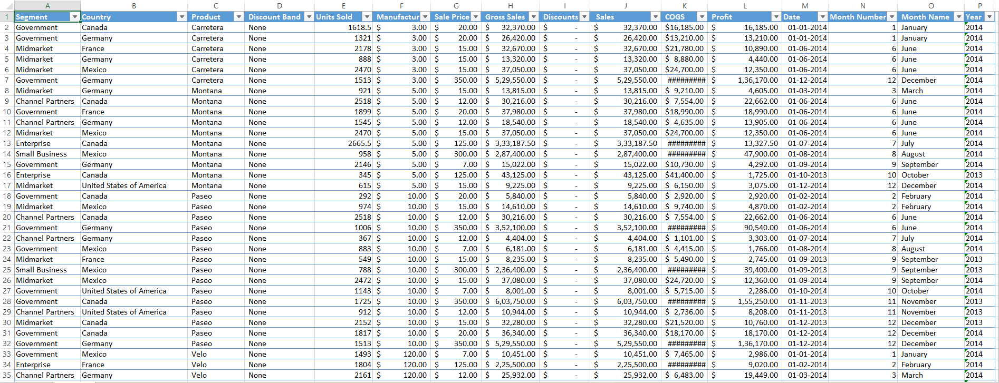 A B C D E F G H I J K L M N O P
1 Segment Country Product Discount Band Units Sold Manufactur Sale Price Gross Sales Discounts Sales COGS Profit Date Month Number Month Name Year
2 Government Canada Carretera None 1618.5 $ 3.00 $ 20.00 $ 32,370.00 $ - $ 32,370.00 $16,185.00 $ 16,185.00 01-01-2014 1 January 2014
3 Government Germany Carretera None 1321 $ 3.00 $ 20.00 $ 26,420.00 $ - $ 26,420.00 $13,210.00 $ 13,210.00 01-01-2014 1 January 2014
4 Midmarket France Carretera None 2178 $ 3.00 $ 15.00 $ 32,670.00 $ - $ 32,670.00 $21,780.00 $ 10,890.00 01-06-2014 6 June 2014
5 Midmarket Germany Carretera None 888 $ 3.00 $ 15.00 $ 13,320.00 $ - $ 13,320.00 $ 8,880.00 $ 4,440.00 01-06-2014 6 June 2014
6 Midmarket Mexico Carretera None 2470 $ 3.00 $ 15.00 $ 37,050.00 $ - $ 37,050.00 $24,700.00 $ 12,350.00 01-06-2014 6 June 2014
7 Government Germany Carretera None 1513 $ 3.00 $ 350.00 $ 5,29,550.00 $ - $ 5,29,550.00 ######### $ 1,36,170.00 01-12-2014 12 December 2014
8 Midmarket Germany Montana None 921 $ 5.00 $ 15.00 $ 13,815.00 $ - $ 13,815.00 $ 9,210.00 $ 4,605.00 01-03-2014 3 March 2014
9 Channel Partners Canada Montana None 2518 $ 5.00 $ 12.00 $ 30,216.00 $ - $ 30,216.00 $ 7,554.00 $ 22,662.00 01-06-2014 6 June 2014
10 Government France Montana None 1899 $ 5.00 $ 20.00 $ 37,980.00 $ - $ 37,980.00 $18,990.00 $ 18,990.00 01-06-2014 6 June 2014
11 Channel Partners Germany Montana None 1545 $ 5.00 $ 12.00 $ 18,540.00 $ - $ 18,540.00 $ 4,635.00 $ 13,905.00 01-06-2014 6 June 2014
12 Midmarket Mexico Montana None 2470 $ 5.00 $ 15.00 $ 37,050.00 $ - $ 37,050.00 $24,700.00 $ 12,350.00 01-06-2014 6 June 2014
13 Enterprise Canada Montana None 2665.5 $ 5.00 $ 125.00 $ 3,33,187.50 $ - $ 3,33,187.50 ######### $ 13,327.50 01-07-2014 7 July 2014
14 Small Business Mexico Montana None 958 $ 5.00 $ 300.00 $ 2,87,400.00 $ - $ 2,87,400.00 ######### $ 47,900.00 01-08-2014 8 August 2014
15 Government Germany Montana None 2146 $ 5.00 $ 7.00 $ 15,022.00 $ - $ 15,022.00 $10,730.00 $ 4,292.00 01-09-2014 9 September 2014
16 Enterprise Canada Montana None 345 $ 5.00 $ 125.00 $ 43,125.00 $ - $ 43,125.00 $41,400.00 $ 1,725.00 01-10-2013 10 October 2013
17 Midmarket United States of America Montana None 615 $ 5.00 $ 15.00 $ 9,225.00 $ - $ 9,225.00 $ 6,150.00 $ 3,075.00 01-12-2014 12 December 2014
18 Government Canada Paseo None 292 $ 10.00 $ 20.00 $ 5,840.00 $ - $ 5,840.00 $ 2,920.00 $ 2,920.00 01-02-2014 2 February 2014
19 Midmarket Mexico Paseo None 974 $ 10.00 $ 15.00 $ 14,610.00 $ - $ 14,610.00 $ 9,740.00 $ 4,870.00 01-02-2014 2 February 2014
20 Channel Partners Canada Paseo None 2518 $ 10.00 $ 12.00 $ 30,216.00 $ - $ 30,216.00 $ 7,554.00 $ 22,662.00 01-06-2014 6 June 2014
21 Government Germany Paseo None 1006 $ 10.00 $ 350.00 $ 3,52,100.00 $ - $ 3,52,100.00 ######### $ 90,540.00 01-06-2014 6 June 2014
22 Channel Partners Germany Paseo None 367 $ 10.00 $ 12.00 $ 4,404.00 $ - $ 4,404.00 $ 1,101.00 $ 3,303.00 01-07-2014 7 July 2014
23 Government Mexico Paseo None 883 $ 10.00 $ 7.00 $ 6,181.00 $ - $ 6,181.00 $ 4,415.00 $ 1,766.00 01-08-2014 8 August 2014
24 Midmarket France Paseo None 549 $ 10.00 $ 15.00 $ 8,235.00 $ - $ 8,235.00 $ 5,490.00 $ 2,745.00 01-09-2013 9 September 2013
25 Small Business Mexico Paseo None 788 $ 10.00 $ 300.00 $ 2,36,400.00 $ - $ 2,36,400.00 ######### $ 39,400.00 01-09-2013 9 September 2013
26 Midmarket Mexico Paseo None 2472 $ 10.00 $ 15.00 $ 37,080.00 $ - $ 37,080.00 $24,720.00 $ 12,360.00 01-09-2014 9 September 2014
27 Government United States of America Paseo None 1143 $ 10.00 $ 7.00 $ 8,001.00 $ - $ 8,001.00 $ 5,715.00 $ 2,286.00 01-10-2014 10 October 2014
28 Government Canada Paseo None 1725 $ 10.00 $ 350.00 $ 6,03,750.00 $ - $ 6,03,750.00 ######### $ 1,55,250.00 01-11-2013 11 November 2013
29 Channel Partners United States of America Paseo None 912 $ 10.00 $ 12.00 $ 10,944.00 $ - $ 10,944.00 $ 2,736.00 $ 8,208.00 01-11-2013 11 November 2013
30 Midmarket Canada Paseo None 2152 $ 10.00 $ 15.00 $ 32,280.00 $ - $ 32,280.00 $21,520.00 $ 10,760.00 01-12-2013 12 December 2013
31 Government Canada Paseo None 1817 $ 10.00 $ 20.00 $ 36,340.00 $ - $ 36,340.00 $18,170.00 $ 18,170.00 01-12-2014 12 December 2014
32 Government Germany Paseo None 1513 $ 10.00 $ 350.00 $ 5,29,550.00 $ - $ 5,29,550.00 ######### $ 1,36,170.00 01-12-2014 12 December 2014
33 Government Mexico Velo None 1493 $ 120.00 $ 7.00 $ 10,451.00 $ - $ 10,451.00 $ 7,465.00 $ 2,986.00 01-01-2014 1 January 2014
34 Enterprise France Velo None 1804 $ 120.00 $ 125.00 $ 2,25,500.00 $ - $ 2,25,500.00 ######### $ 9,020.00 01-02-2014 2 February 2014
35 Channel Partners Germany Velo None 2161 $ 120.00 $ 12.00 $ 25,932.00 $ - $ 25,932.00 $ 6,483.00 $ 19,449.00 01-03-2014 3 March 2014